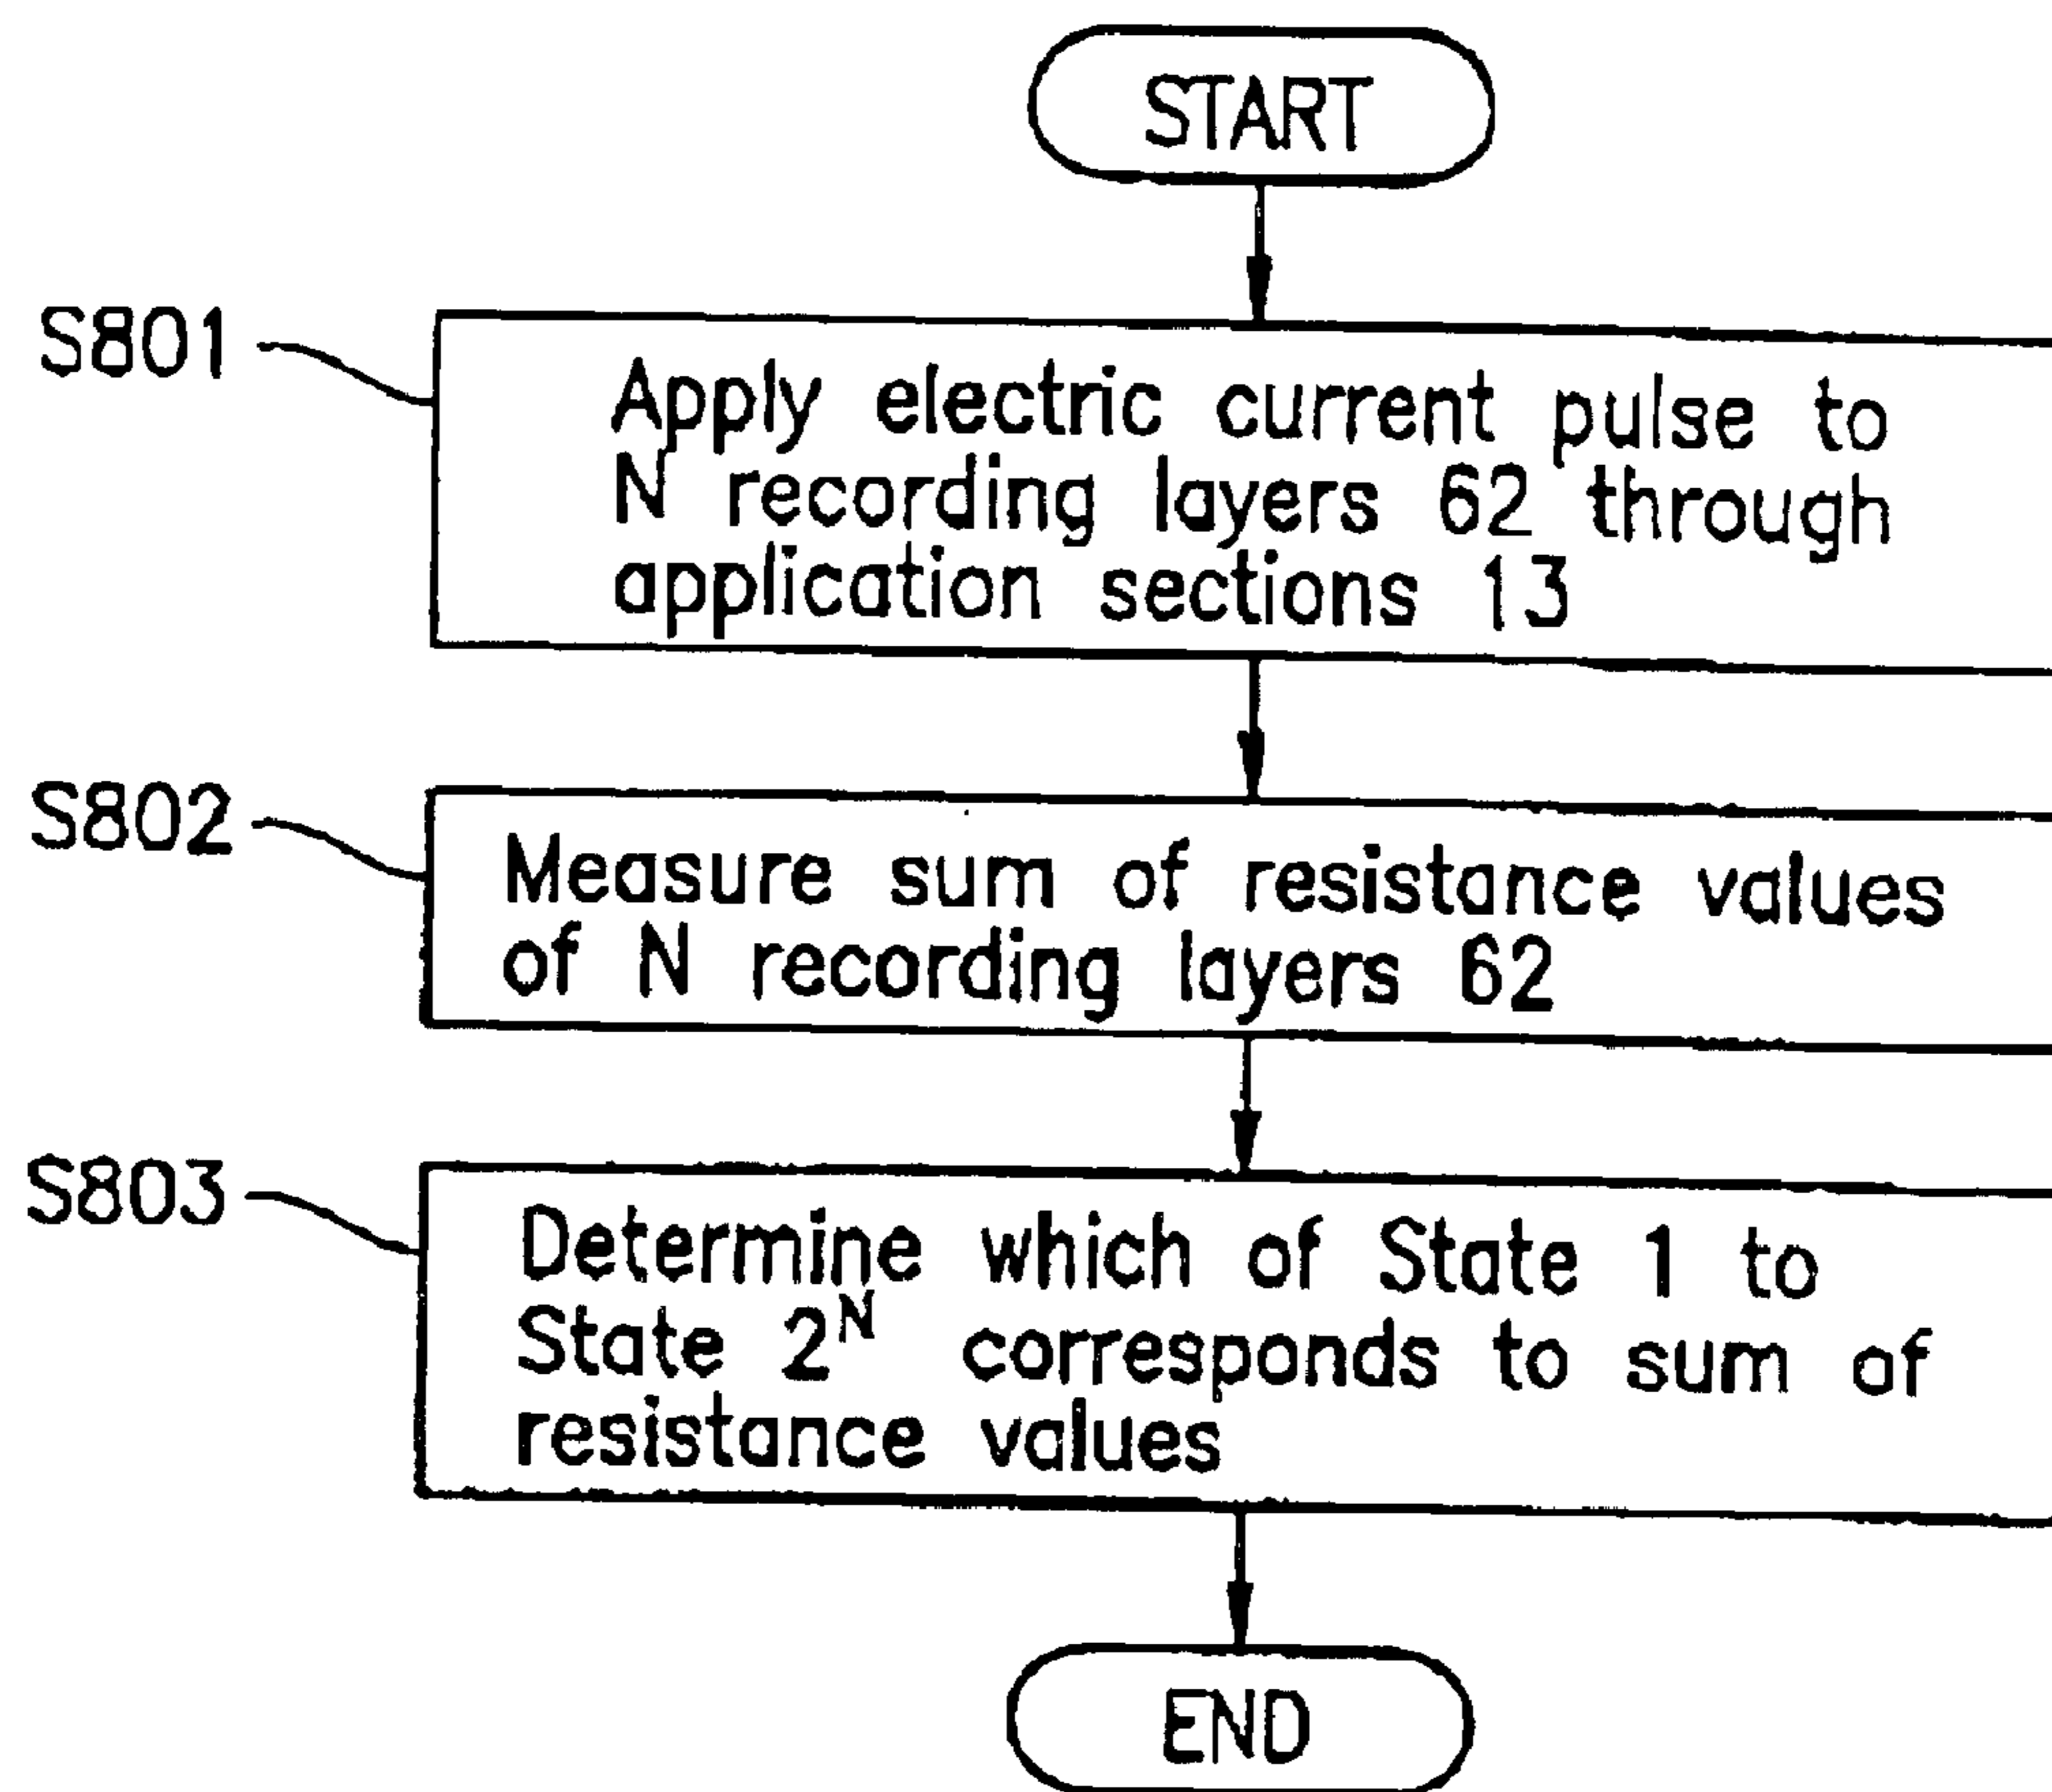 START
S801
Apply electric current pulse to
N recording layers 62 through
application sections 13
S802
Measure sum of resistance values
of N recording layers 62
S803
Determine which of State 1 to
State 2^N corresponds to sum of
resistance values
END